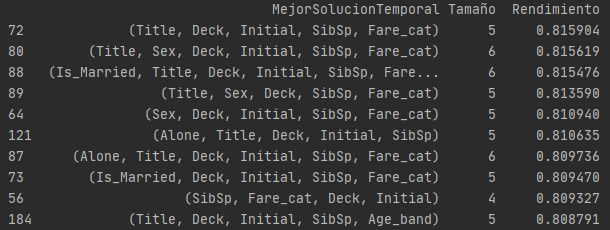 MejorSolucionTemporal Tamaño Rendimiento
72 (Title, Deck, Initial, SibSp, Fare_cat) 5 0.815904
80 (Title, Sex, Deck, Initial, SibSp, Fare_cat) 6 0.815619
88 (Is_Married, Title, Deck, Initial, SibSp, Fare... 6 0.815476
89 (Title, Sex, Deck, SibSp, Fare_cat) 5 0.813590
64 (Sex, Deck, Initial, SibSp, Fare_cat) 5 0.810940
121 (Alone, Title, Deck, Initial, SibSp) 5 0.810635
87 (Alone, Title, Deck, Initial, SibSp, Fare_cat) 6 0.809736
73 (Is_Married, Deck, Initial, SibSp, Fare_cat) 5 0.809470
56 (SibSp, Fare_cat, Deck, Initial) 4 0.809327
184 (Title, Deck, Initial, SibSp, Age_band) 5 0.808791